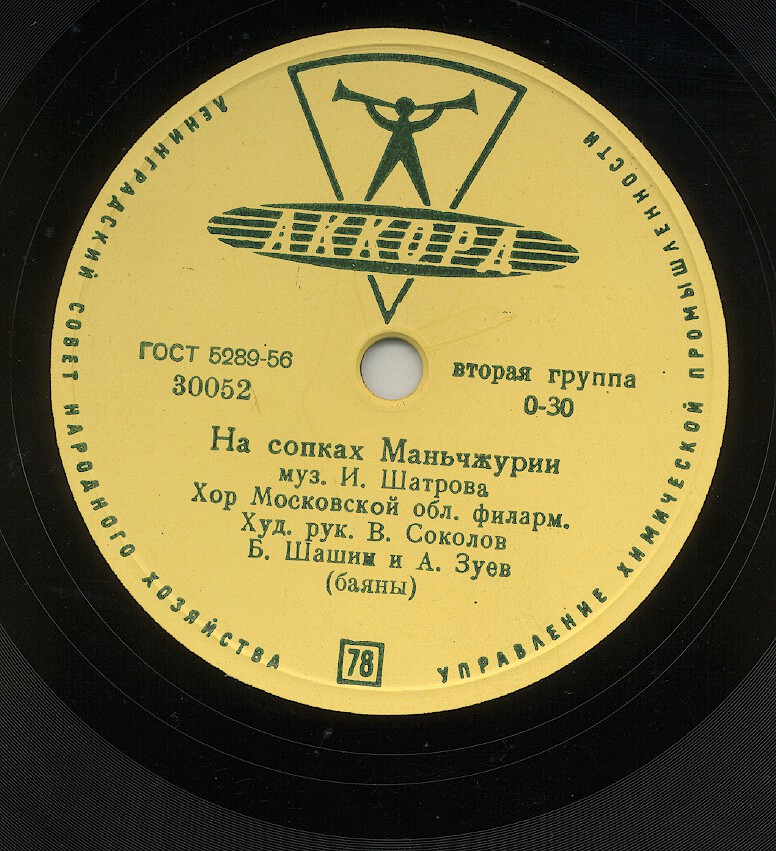 ЛЕНИНГРАДСКИЙ СОВЕТ НАРОДНОГО ХОЗЯЙСТВА
УПРАВЛЕНИЕ ХИМИЧЕСКОЙ ПРОМЫШЛЕННОСТИ
АККОРД
ГОСТ 5289-56
30052
вторая группа
0-30
На сопках Маньчжурии
муз. И. Шатрова
Хор Московской обл. филарм.
Худ. рук. В. Соколов
Б. Шашин и А. Зуев
(баяны)
78